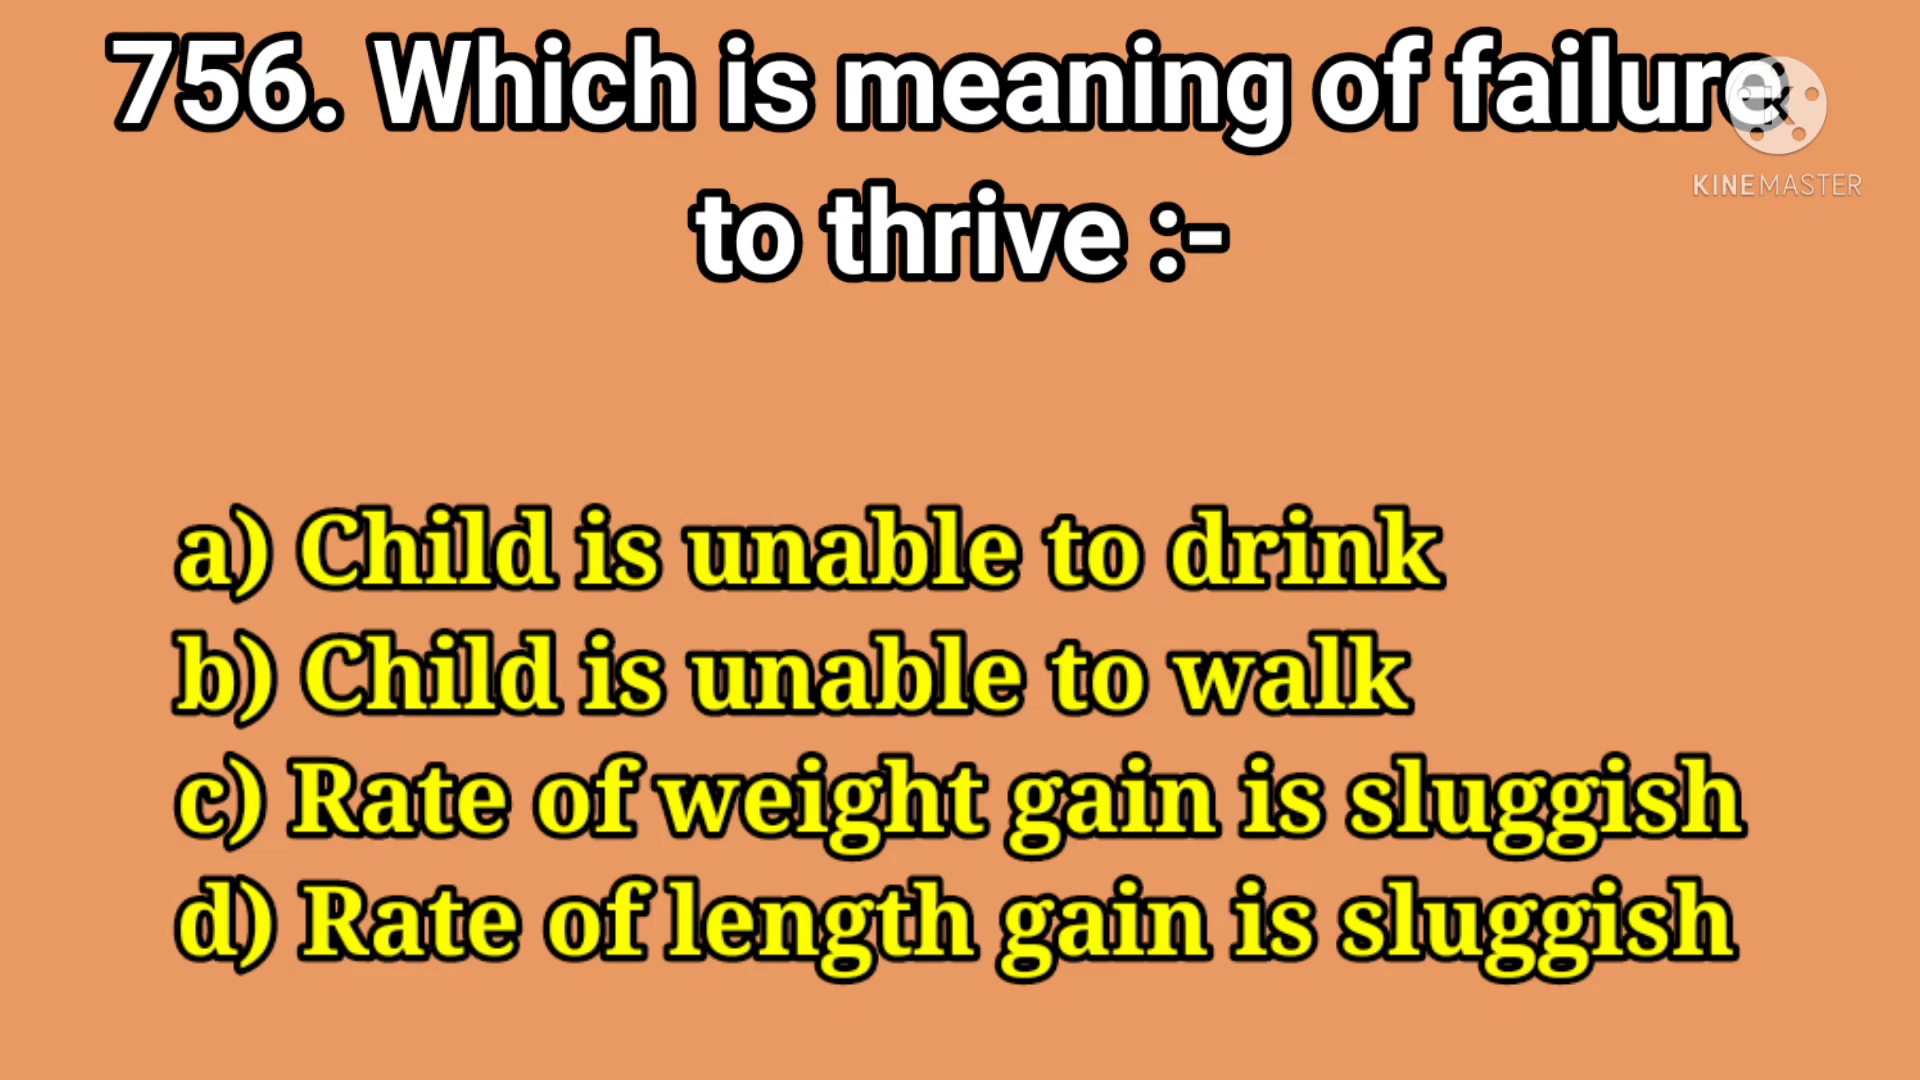 756. Which is meaning of failure
to thrive :-
KINEMASTER
a) Child is unable to drink
b) Child is unable to walk
c) Rate of weight gain is sluggish
d) Rate of length gain is sluggish